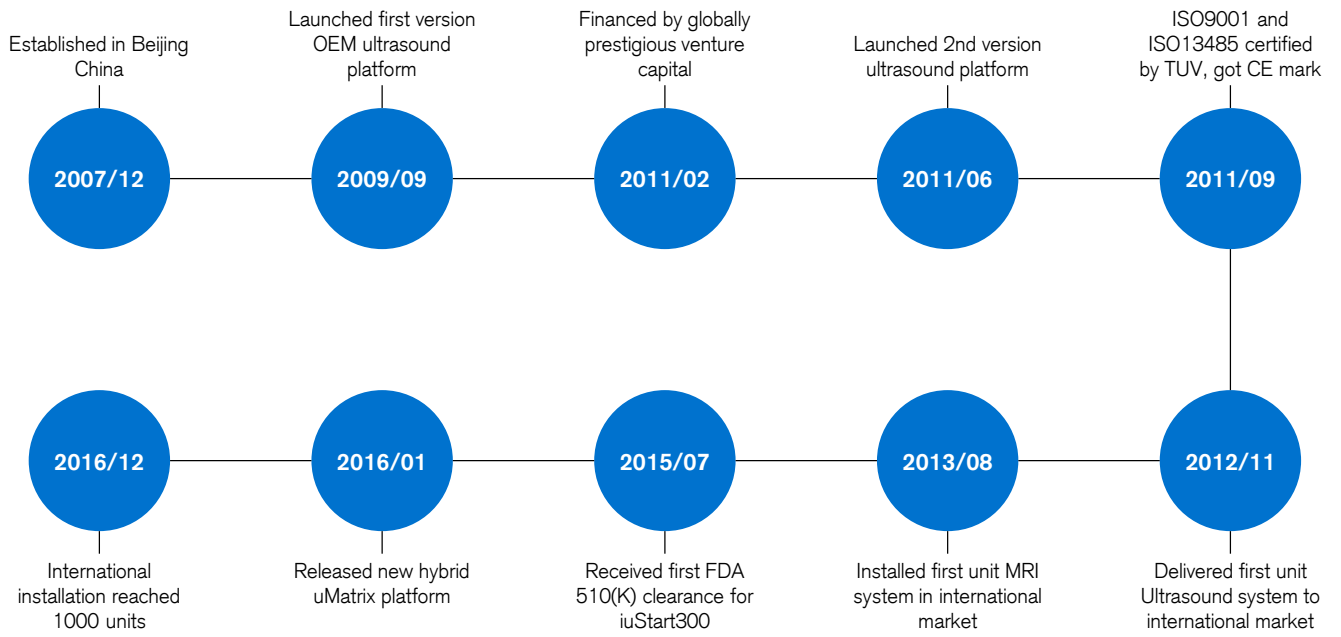 Established in Beijing
China
2007/12
Launched first version
OEM ultrasound
platform
2009/09
Financed by globally
prestigious venture
capital
2011/02
Launched 2nd version
ultrasound platform
2011/06
ISO9001 and
ISO13485 certified
by TUV, got CE mark
2011/09
2012/11
Delivered first unit
Ultrasound system to
international market
2013/08
Installed first unit MRI
system in international
market
2015/07
Received first FDA
510(K) clearance for
iuStart300
2016/01
Released new hybrid
uMatrix platform
2016/12
International
installation reached
1000 units